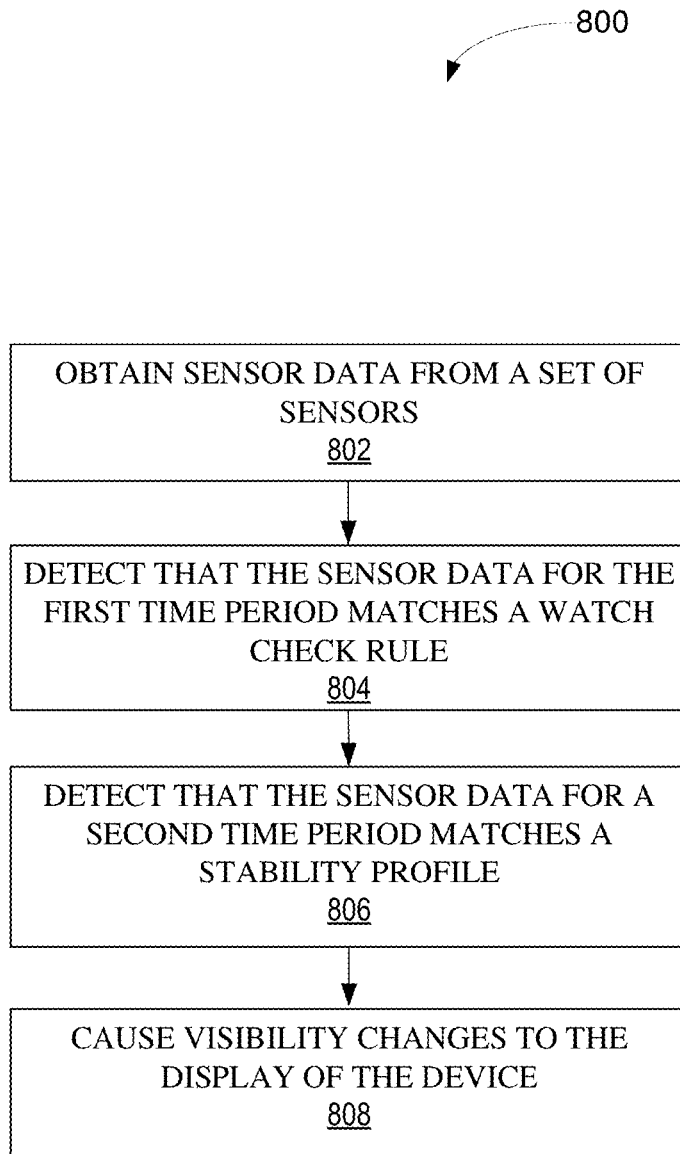 800
OBTAIN SENSOR DATA FROM A SET OF
SENSORS
802
DETECT THAT THE SENSOR DATA FOR THE
FIRST TIME PERIOD MATCHES A WATCH
CHECK RULE
804
DETECT THAT THE SENSOR DATA FOR A
SECOND TIME PERIOD MATCHES A
STABILITY PROFILE
806
CAUSE VISIBILITY CHANGES TO THE
DISPLAY OF THE DEVICE
808